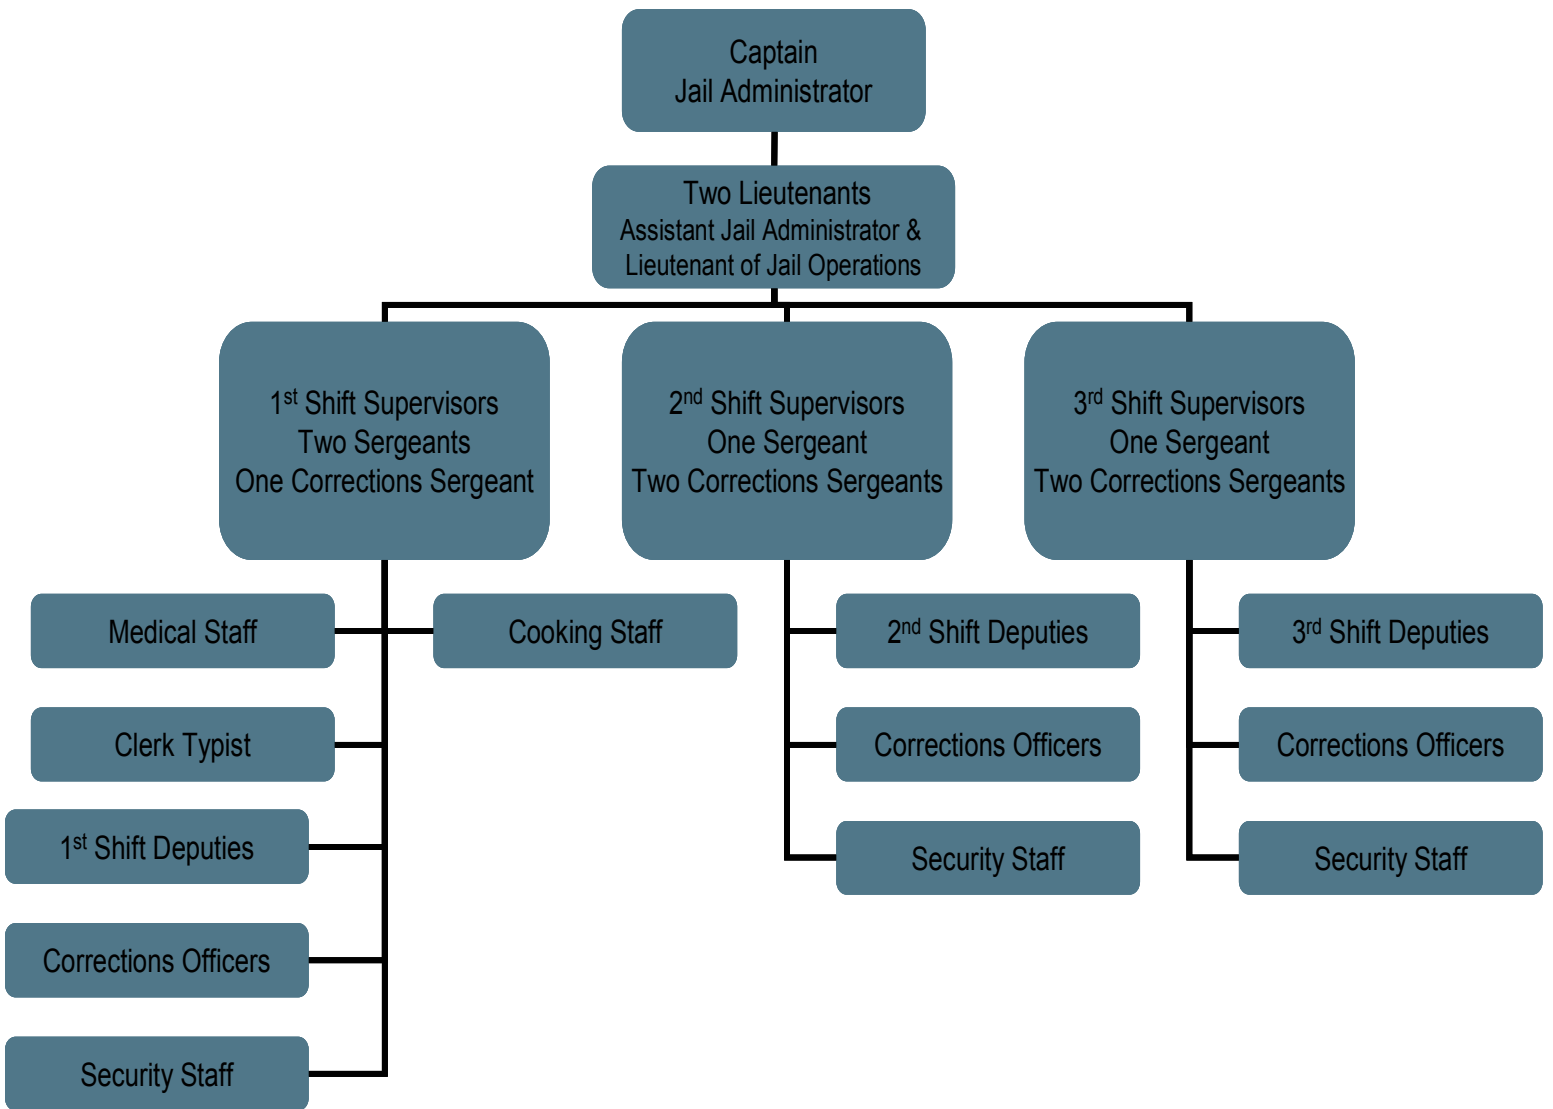 Captain
Jail Administrator
Two Lieutenants
Assistant Jail Administrator &
Lieutenant of Jail Operations
1st Shift Supervisors
Two Sergeants
One Corrections Sergeant
2nd Shift Supervisors
One Sergeant
Two Corrections Sergeants
3rd Shift Supervisors
One Sergeant
Two Corrections Sergeants
Medical Staff
Cooking Staff
Clerk Typist
1st Shift Deputies
Corrections Officers
Security Staff
2nd Shift Deputies
Corrections Officers
Security Staff
3rd Shift Deputies
Corrections Officers
Security Staff